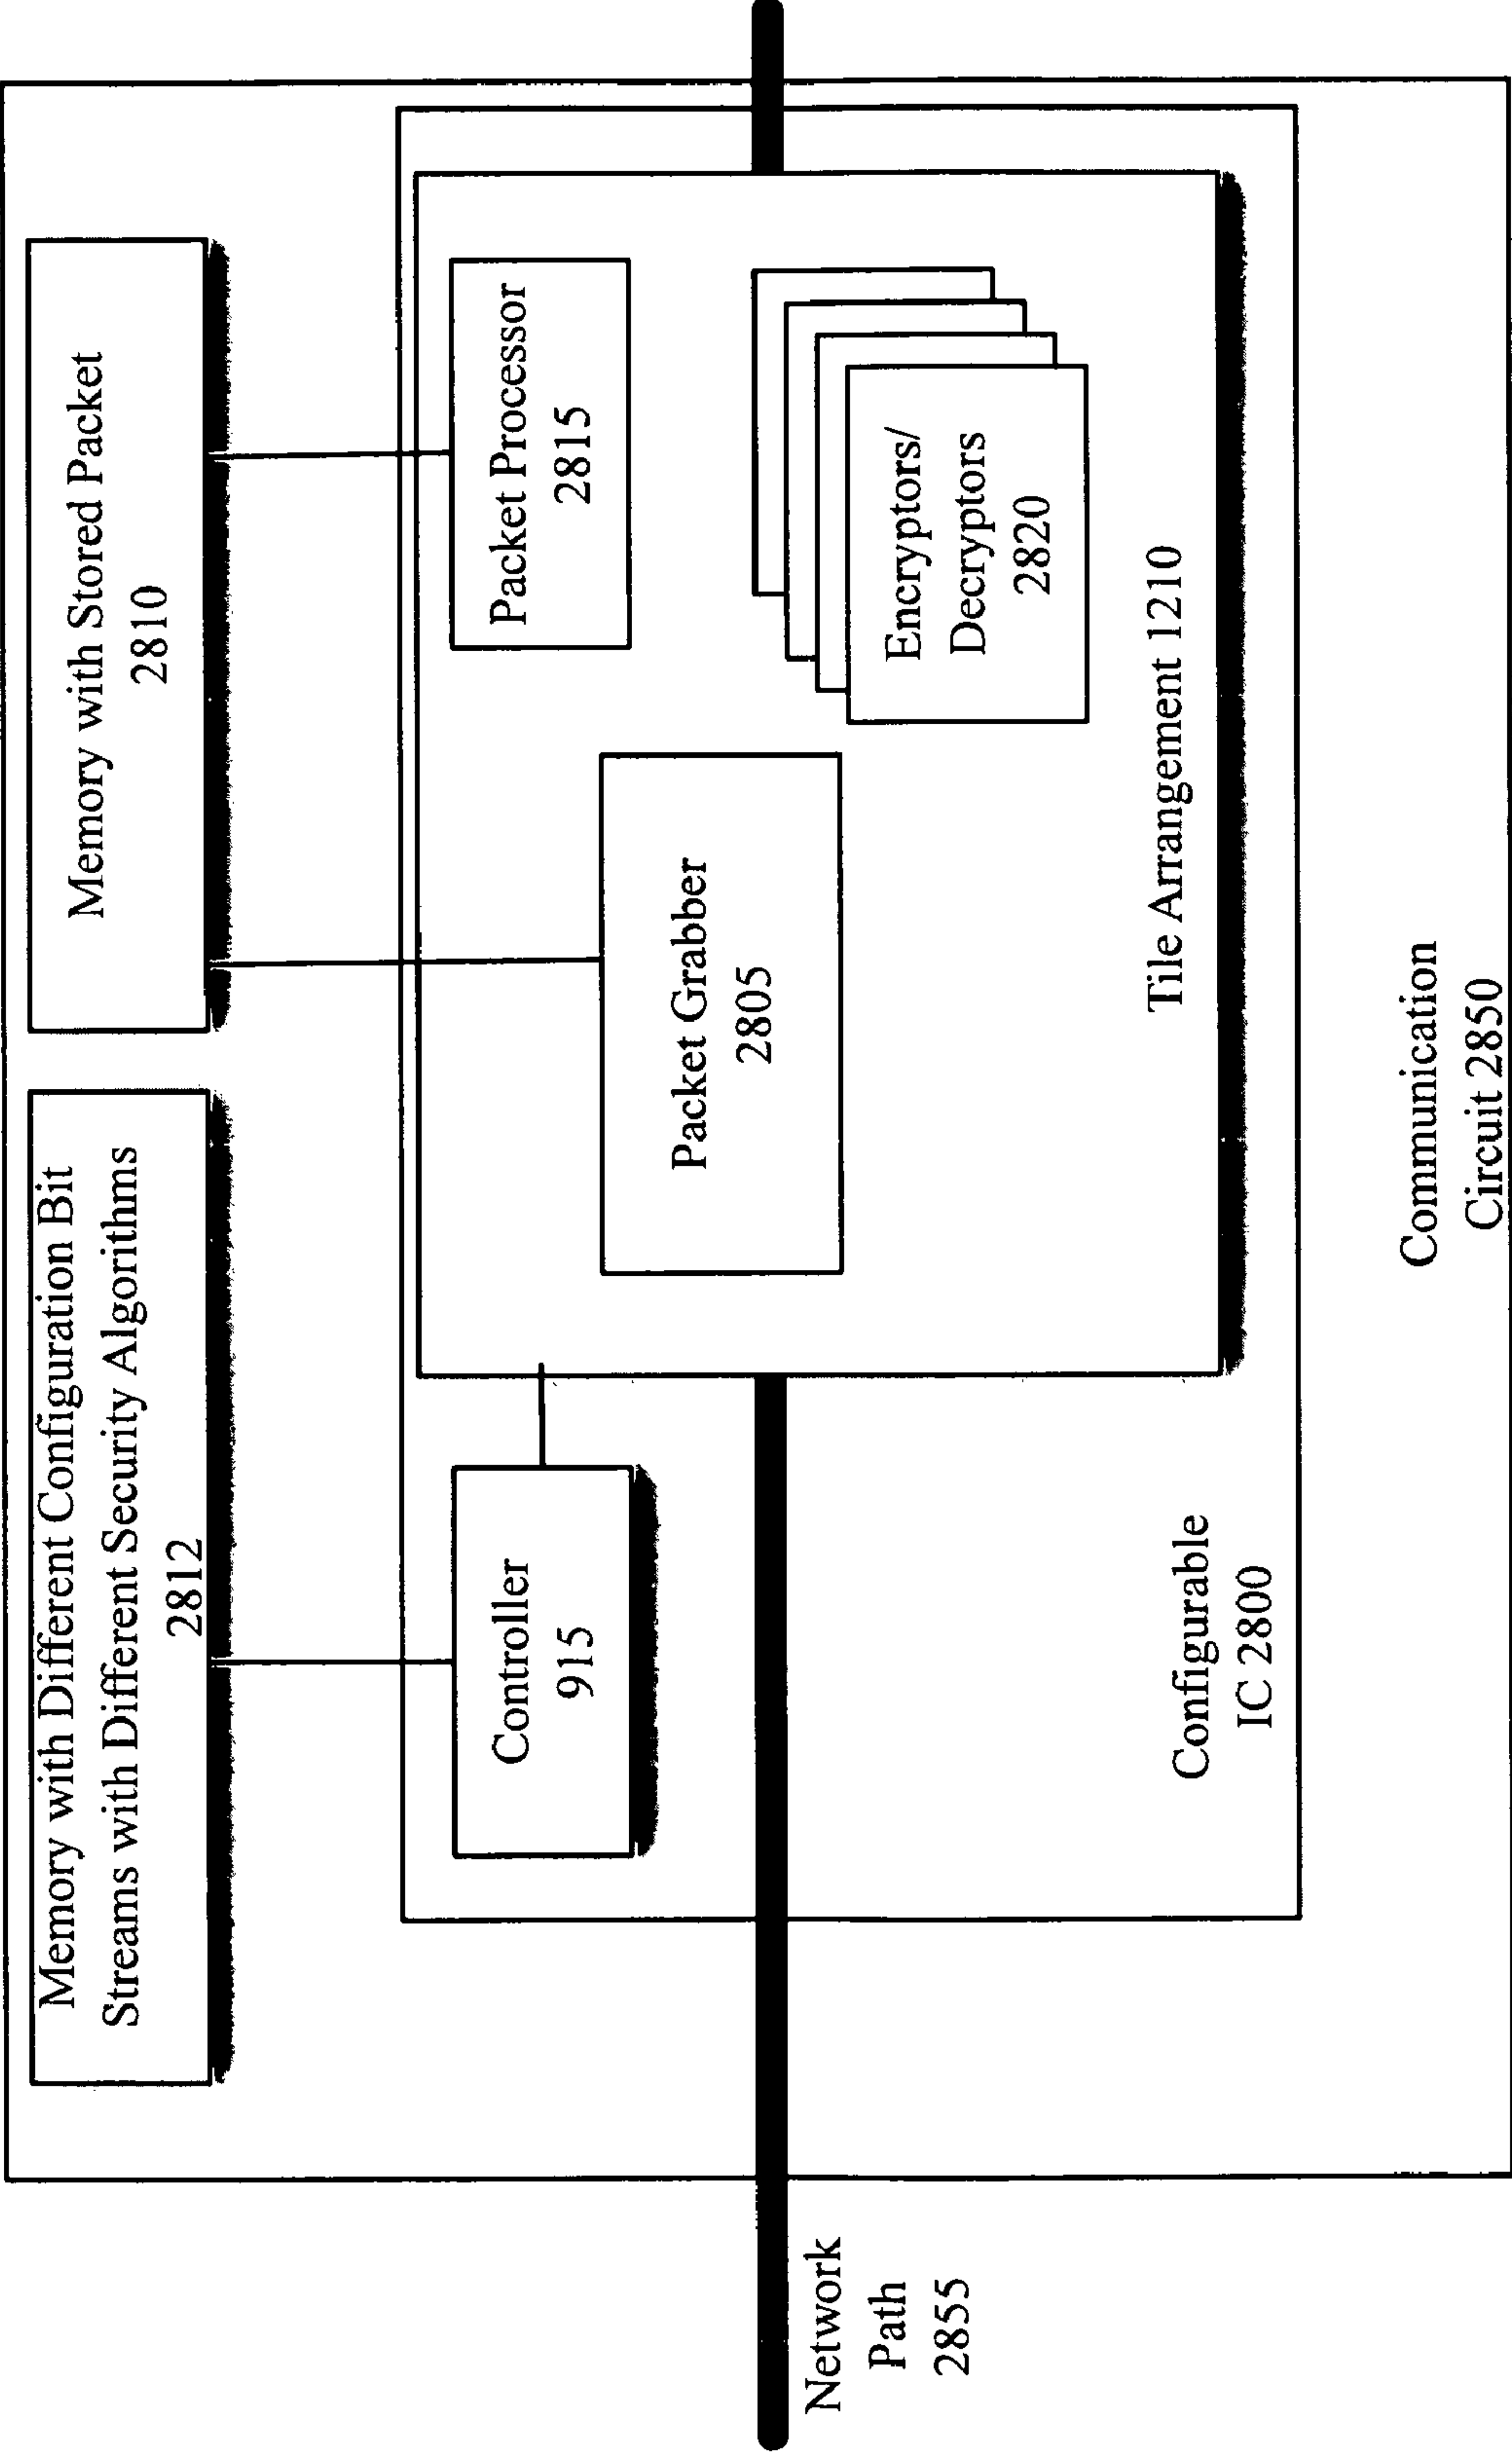 Memory with Different Configuration Bit
Streams with Different Security Algorithms
2812
Memory with Stored Packet
2810
Controller
915
Packet Grabber
2805
Packet Processor
2815
Encryptors/
Decryptors
2820
Tile Arrangement 1210
Configurable
IC 2800
Communication
Circuit 2850
Network
Path
2855